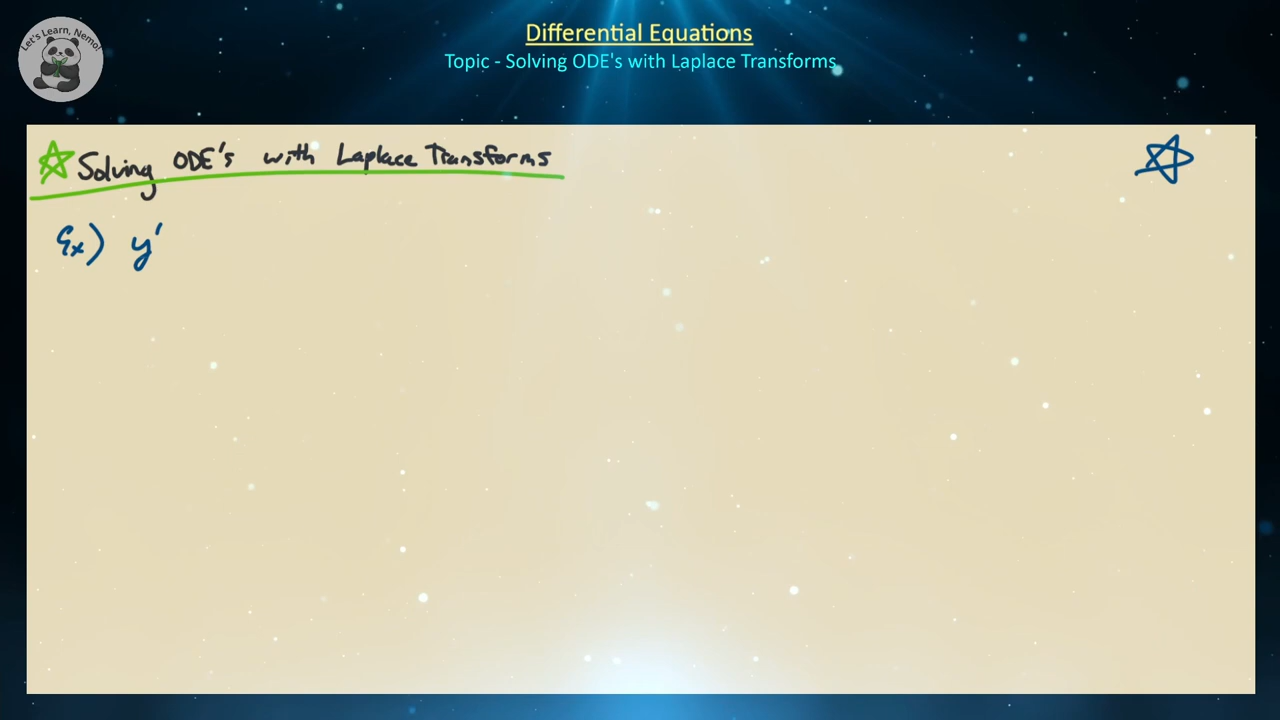 Let's Learn, Nemo!
Differential Equations
Topic - Solving ODE's with Laplace Transforms
Solving ODE's with Laplace Transforms
Ex) y'